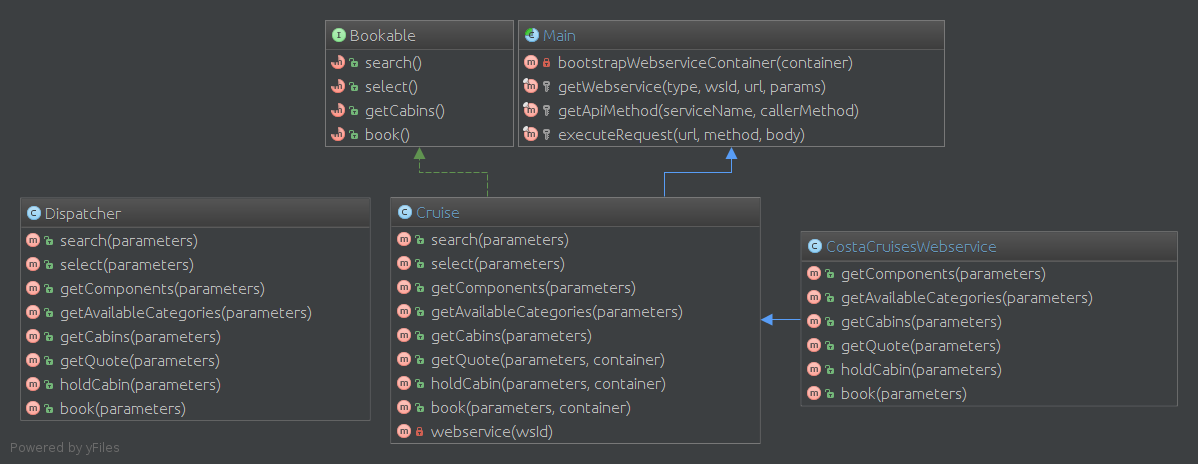 Bookable
search()
select()
getCabins()
book()
Main
bootstrapWebserviceContainer(container)
getWebservice(type, wsId, url, params)
getApiMethod(serviceName, callerMethod)
executeRequest(url, method, body)
Dispatcher
search(parameters)
select(parameters)
getComponents(parameters)
getAvailableCategories(parameters)
getCabins(parameters)
getQuote(parameters)
holdCabin(parameters)
book(parameters)
Cruise
search(parameters)
select(parameters)
getComponents(parameters)
getAvailableCategories(parameters)
getCabins(parameters)
getQuote(parameters, container)
holdCabin(parameters, container)
book(parameters, container)
webservice(wsId)
CostaCruisesWebservice
getComponents(parameters)
getAvailableCategories(parameters)
getCabins(parameters)
getQuote(parameters)
holdCabin(parameters)
book(parameters)
Powered by yFiles